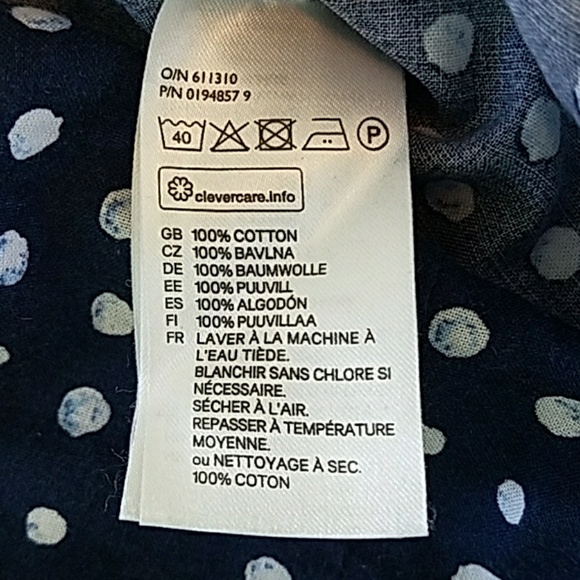 O/N 611310
P/N 0194857 9
40 P
clevercare.info
GB 100% COTTON
CZ 100% BAVLNA
DE 100% BAUMWOLLE
EE 100% PUUVILL
ES 100% ALGODÓN
FI 100% PUUVILLAA
FR LAVER À LA MACHINE À
L'EAU TIÈDE.
BLANCHIR SANS CHLORE SI
NÉCESSAIRE.
SÉCHER À L'AIR.
REPASSER À TEMPÉRATURE
MOYENNE.
ou NETTOYAGE À SEC.
100% COTON